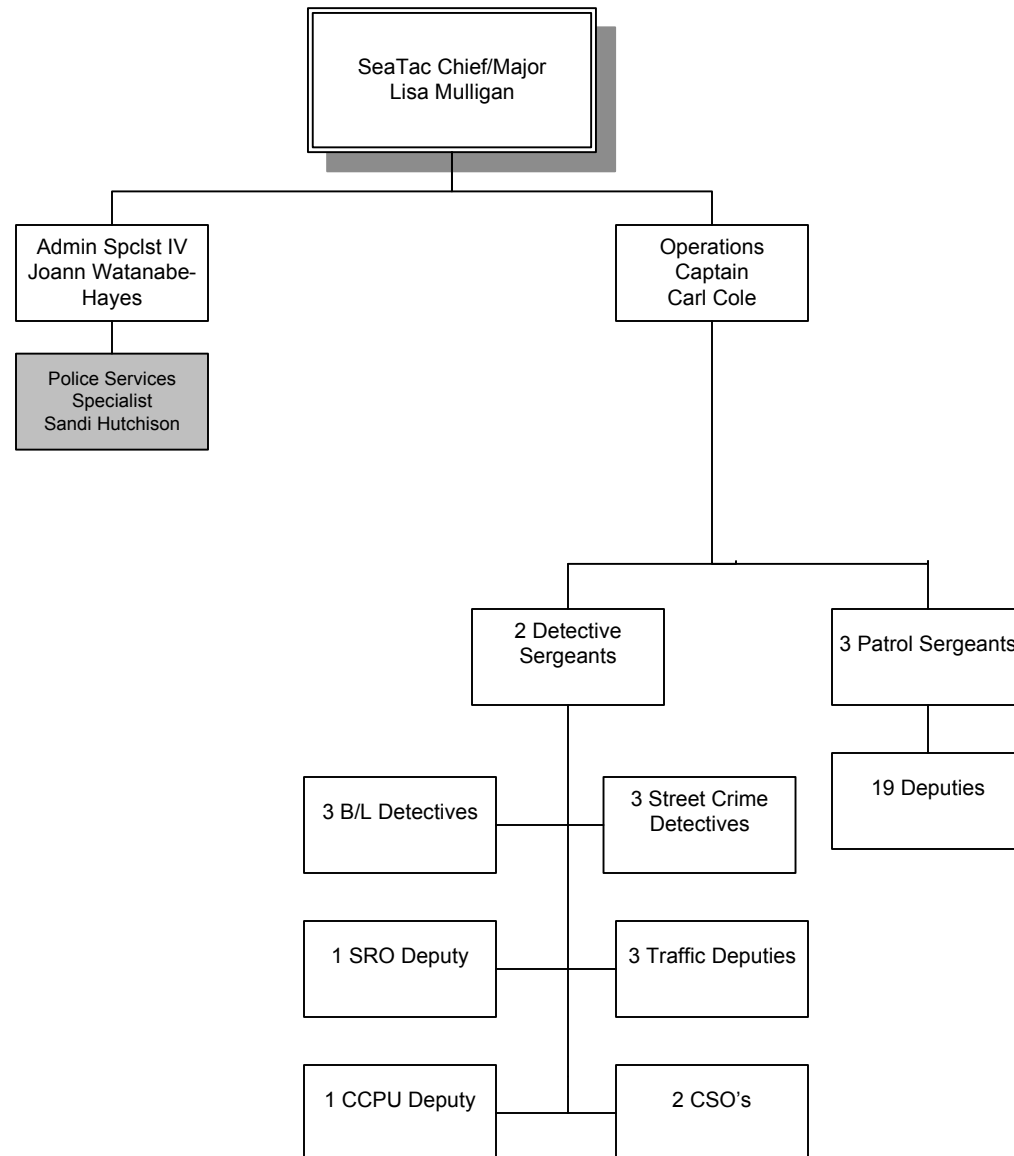 SeaTac Chief/Major
Lisa Mulligan
Admin Spclst IV
Joann Watanabe-
Hayes
Operations
Captain
Carl Cole
Police Services
Specialist
Sandi Hutchison
2 Detective
Sergeants
3 Patrol Sergeants
3 B/L Detectives
3 Street Crime
Detectives
19 Deputies
1 SRO Deputy
3 Traffic Deputies
1 CCPU Deputy
2 CSO’s